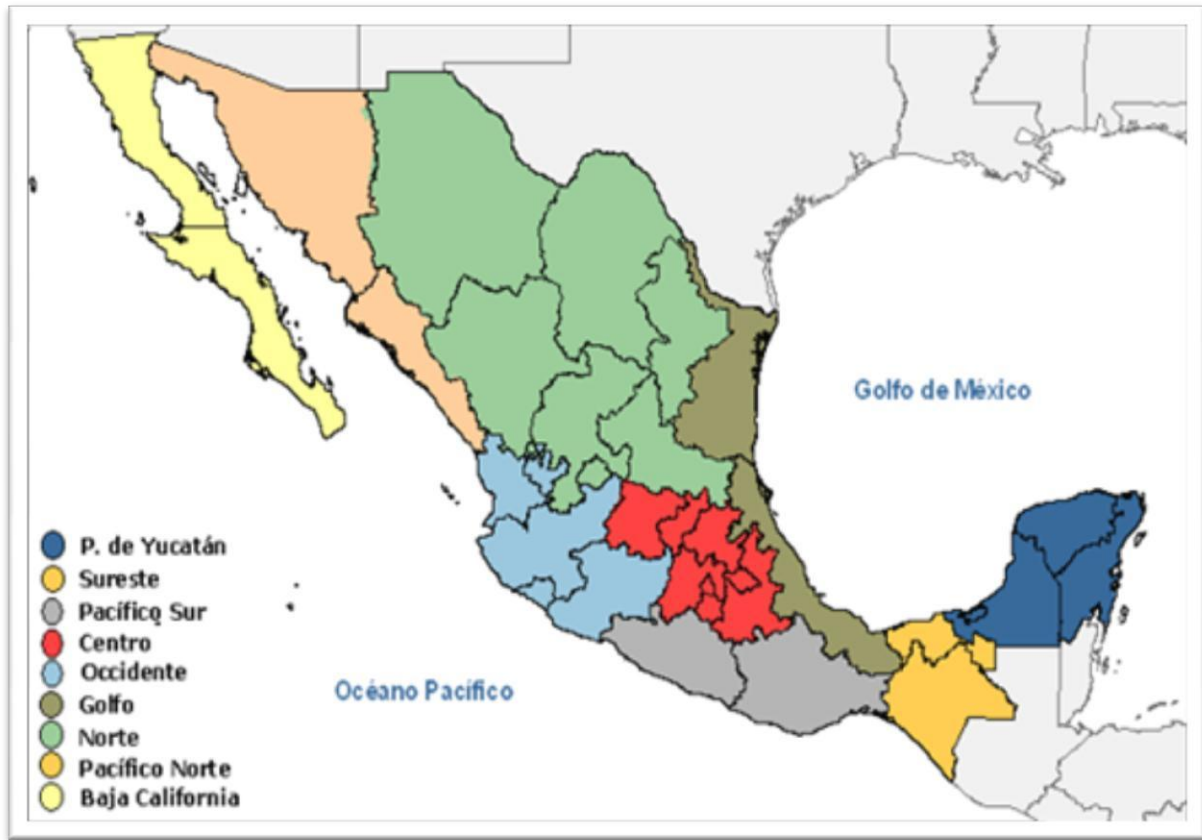 Golfo de México
P. de Yucatán
Sureste
Pacífico Sur
Centro
Occidente
Golfo
Norte
Pacífico Norte
Baja California
Océano Pacífico